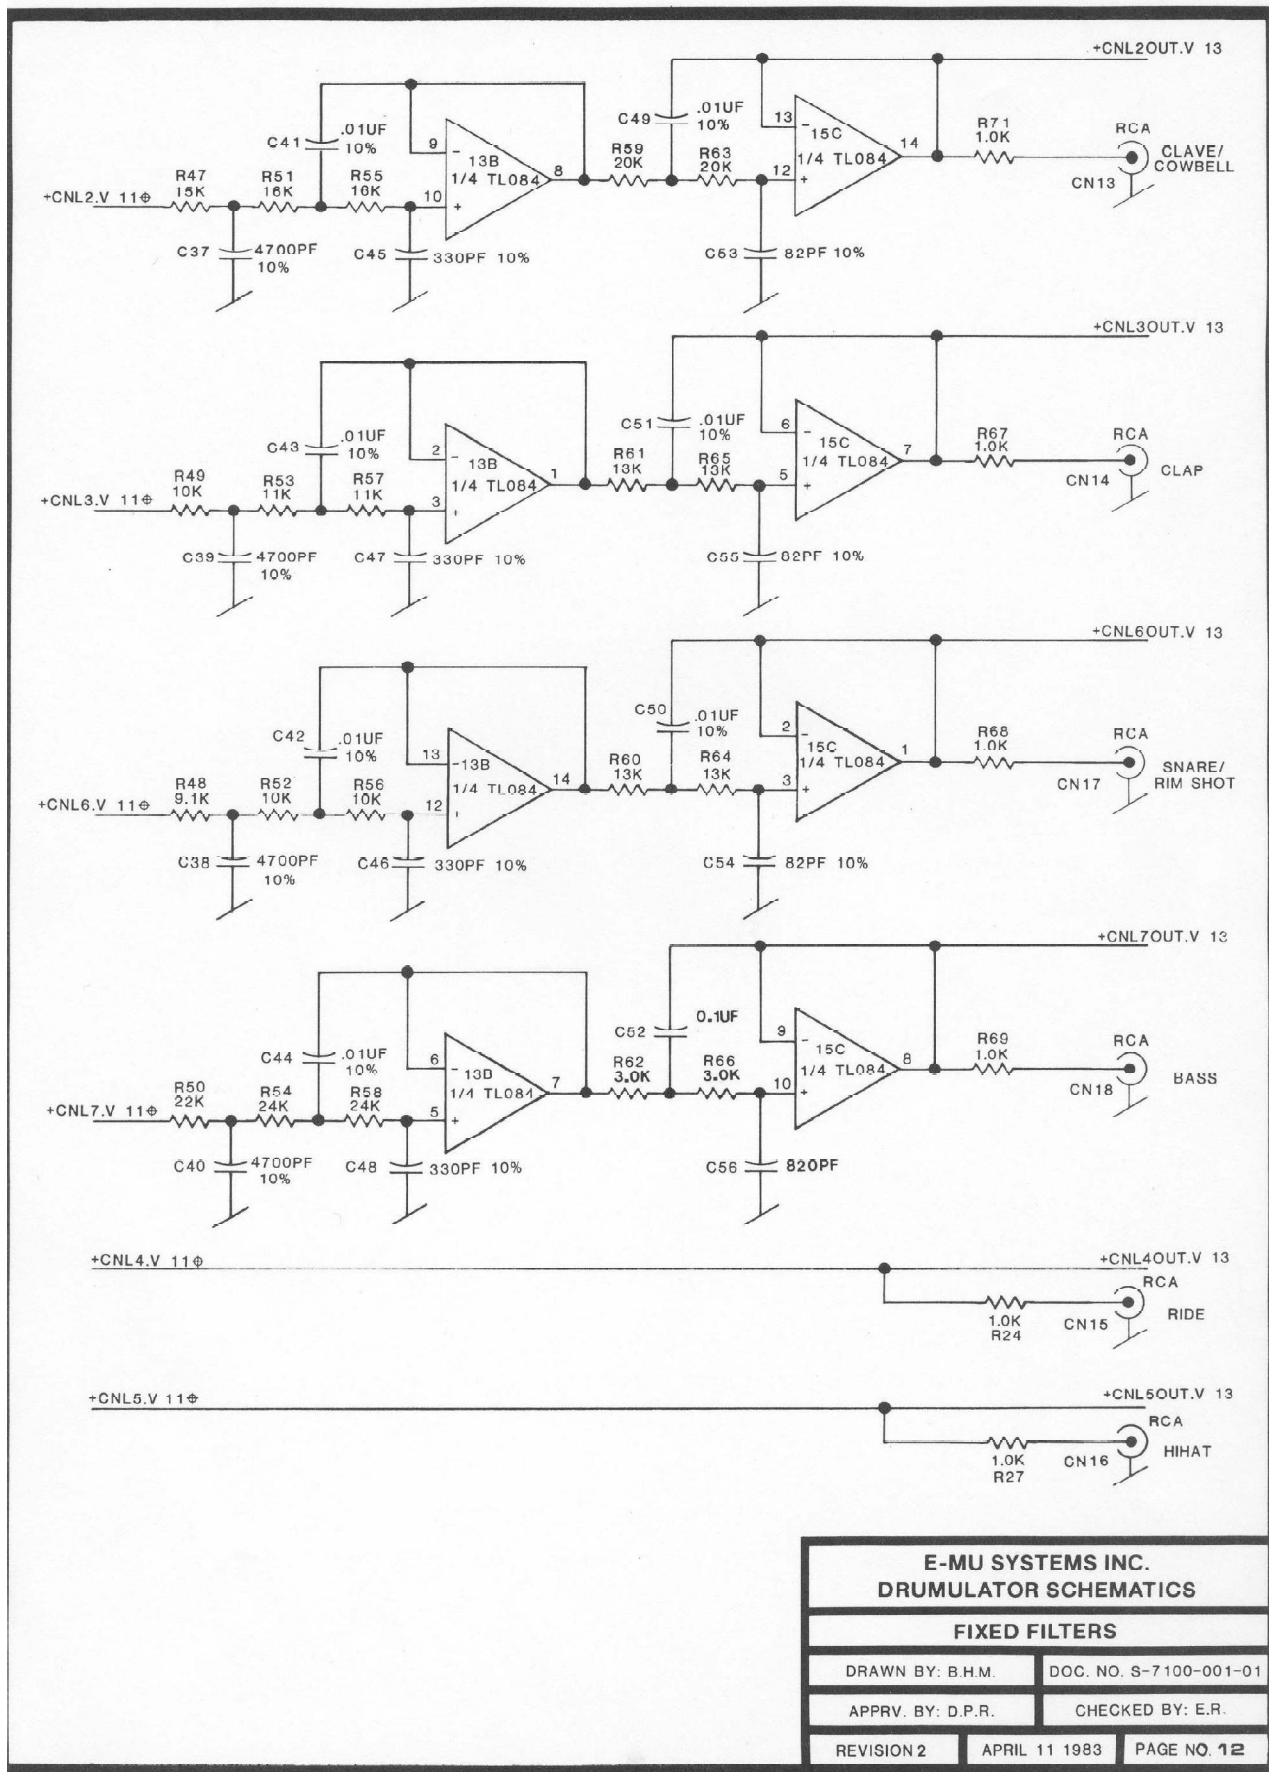 +CNL2OUT.V 13
C41 .01UF
10%
C49 .01UF
10%
9
13B
1/4 TL084
8
10
R59
20K
R63
20K
13
15C
1/4 TL084
14
12
R71
1.0K
RCA
CN13
CLAVE/
COWBELL
+CNL2.V 11
R47
15K
R51
16K
R55
16K
C37 4700PF
10%
C45 330PF 10%
C53 82PF 10%
+CNL3OUT.V 13
C43 .01UF
10%
C51 .01UF
10%
2
13B
1/4 TL084
1
3
R61
13K
R65
13K
6
15C
1/4 TL084
7
5
R67
1.0K
RCA
CN14
CLAP
+CNL3.V 11
R49
10K
R53
11K
R57
11K
C39 4700PF
10%
C47 330PF 10%
C55 82PF 10%
+CNL6OUT.V 13
C42 .01UF
10%
C50 .01UF
10%
13
13B
1/4 TL084
14
12
R60
13K
R64
13K
2
15C
1/4 TL084
1
3
R68
1.0K
RCA
CN17
SNARE/
RIM SHOT
+CNL6.V 11
R48
9.1K
R52
10K
R56
10K
C38 4700PF
10%
C46 330PF 10%
C54 82PF 10%
+CNL7OUT.V 13
C44 .01UF
10%
C52 0.1UF
6
13B
1/4 TL084
7
5
R62
3.0K
R66
3.0K
9
15C
1/4 TL084
8
10
R69
1.0K
RCA
CN18
BASS
+CNL7.V 11
R50
22K
R54
24K
R58
24K
C40 4700PF
10%
C48 330PF 10%
C56 820PF
+CNL4.V 11
+CNL4OUT.V 13
RCA
1.0K
R24
CN15
RIDE
+CNL5.V 11
+CNL5OUT.V 13
RCA
1.0K
R27
CN16
HIHAT
E-MU SYSTEMS INC.
DRUMULATOR SCHEMATICS
FIXED FILTERS
DRAWN BY: B.H.M. DOC. NO. S-7100-001-01
APPRV. BY: D.P.R. CHECKED BY: E.R.
REVISION 2 APRIL 11 1983 PAGE NO. 12